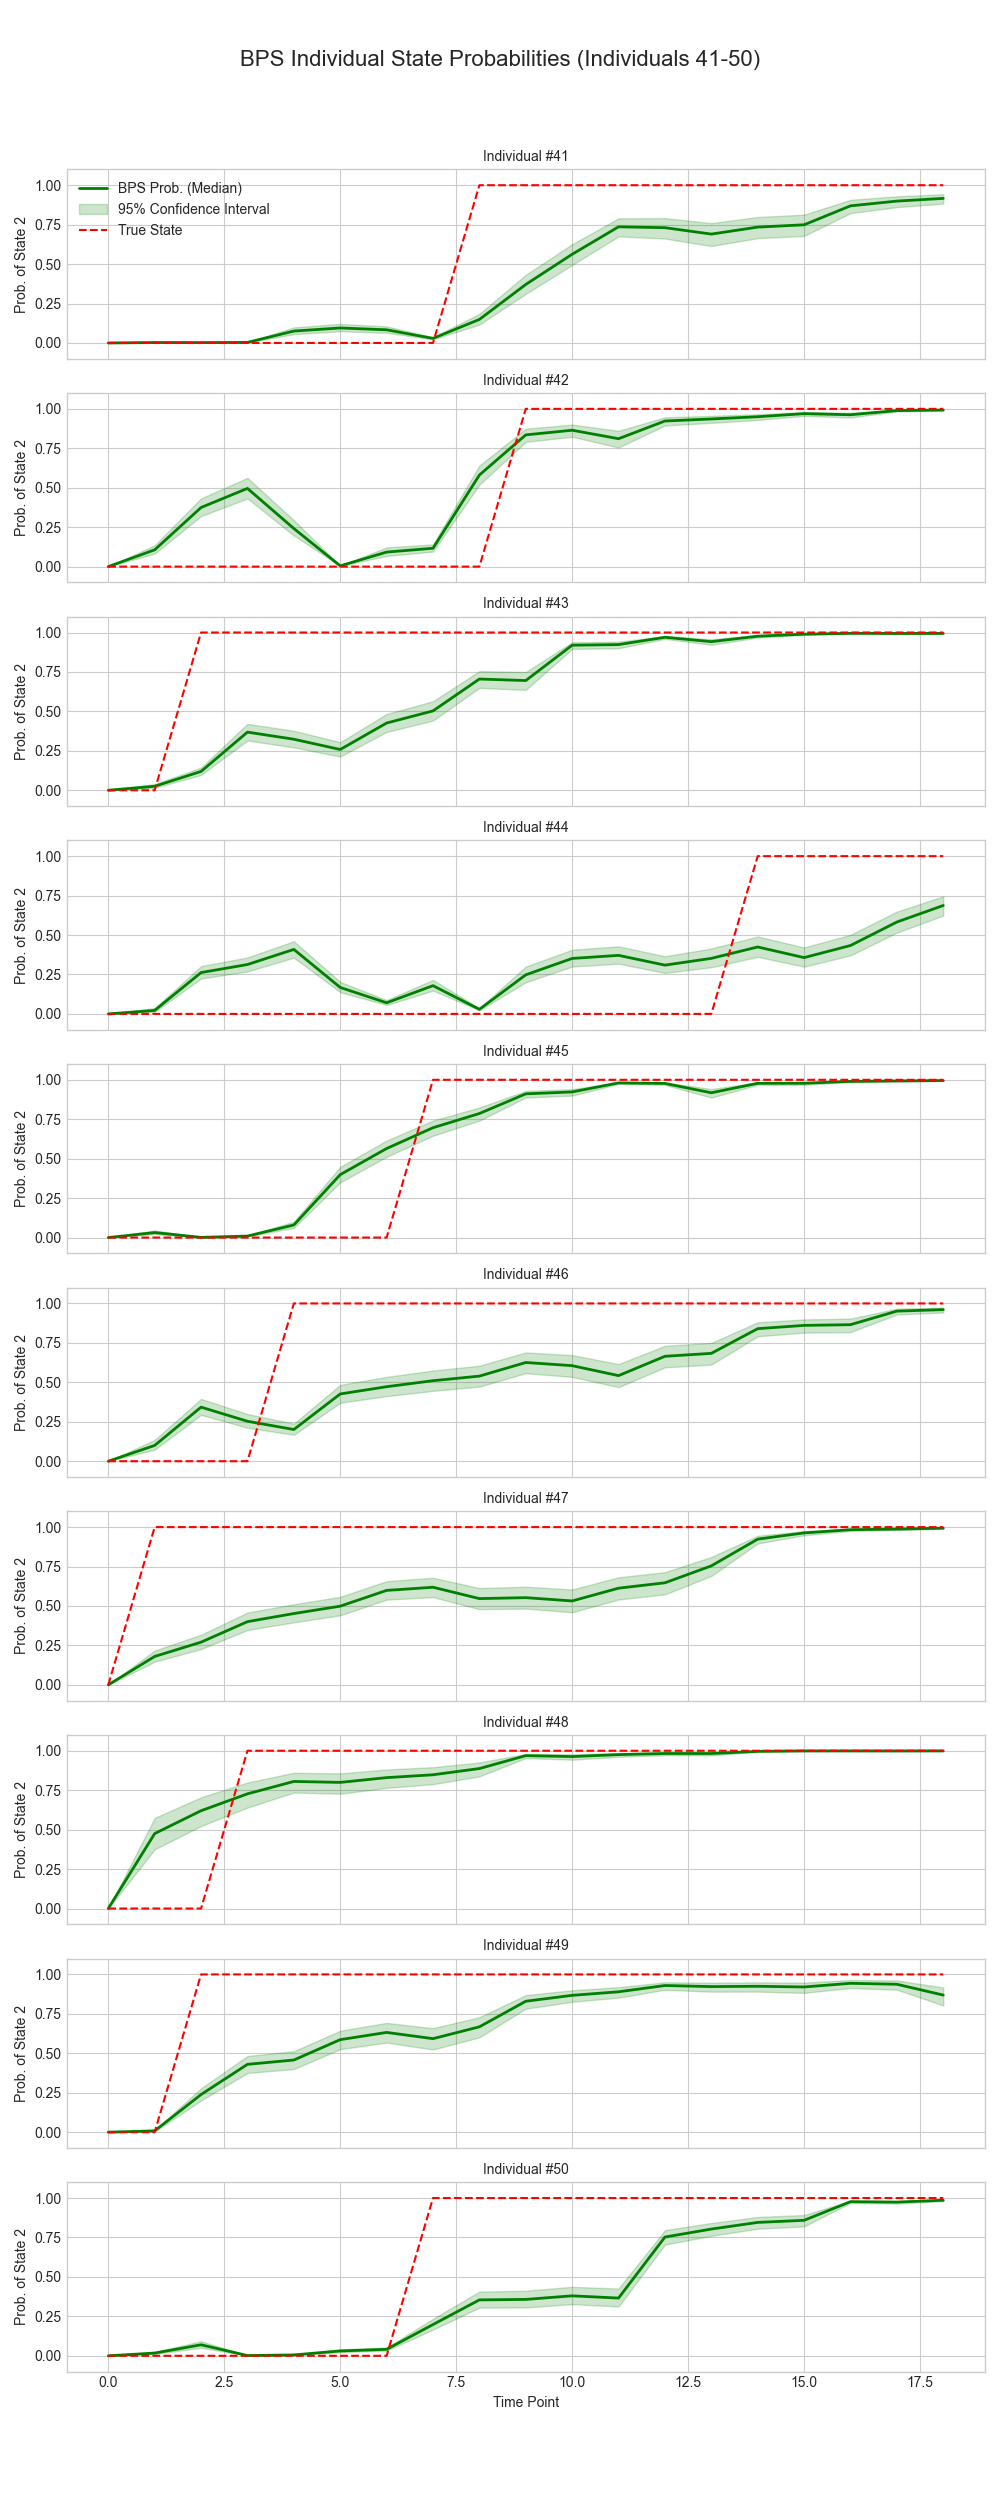 BPS Individual State Probabilities (Individuals 41-50)
Individual #41
BPS Prob. (Median)
95% Confidence Interval
True State
Prob. of State 2
1.00
0.75
0.50
0.25
0.00
Individual #42
Prob. of State 2
1.00
0.75
0.50
0.25
0.00
Individual #43
Prob. of State 2
1.00
0.75
0.50
0.25
0.00
Individual #44
Prob. of State 2
1.00
0.75
0.50
0.25
0.00
Individual #45
Prob. of State 2
1.00
0.75
0.50
0.25
0.00
Individual #46
Prob. of State 2
1.00
0.75
0.50
0.25
0.00
Individual #47
Prob. of State 2
1.00
0.75
0.50
0.25
0.00
Individual #48
Prob. of State 2
1.00
0.75
0.50
0.25
0.00
Individual #49
Prob. of State 2
1.00
0.75
0.50
0.25
0.00
Individual #50
Prob. of State 2
1.00
0.75
0.50
0.25
0.00
0.0 2.5 5.0 7.5 10.0 12.5 15.0 17.5
Time Point